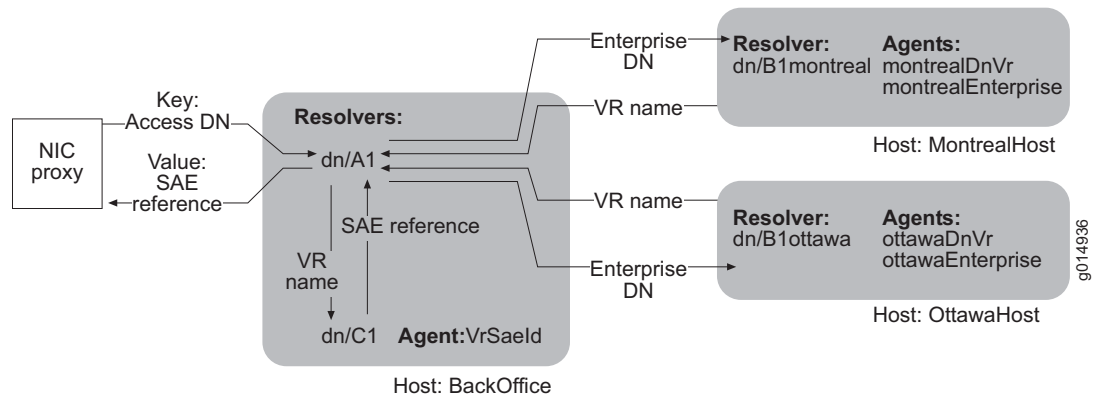 Enterprise
DN
Resolver:
dn/B1montreal
Agents:
montrealDnVr
montrealEnterprise
VR name
Host: MontrealHost
Key:
Access DN
NIC
proxy
Value:
SAE
reference
Resolvers:
dn/A1
SAE reference
VR
name
dn/C1
Agent:VrSaeId
Host: BackOffice
VR name
Enterprise
DN
Resolver:
dn/B1ottawa
Agents:
ottawaDnVr
ottawaEnterprise
Host: OttawaHost
g014936